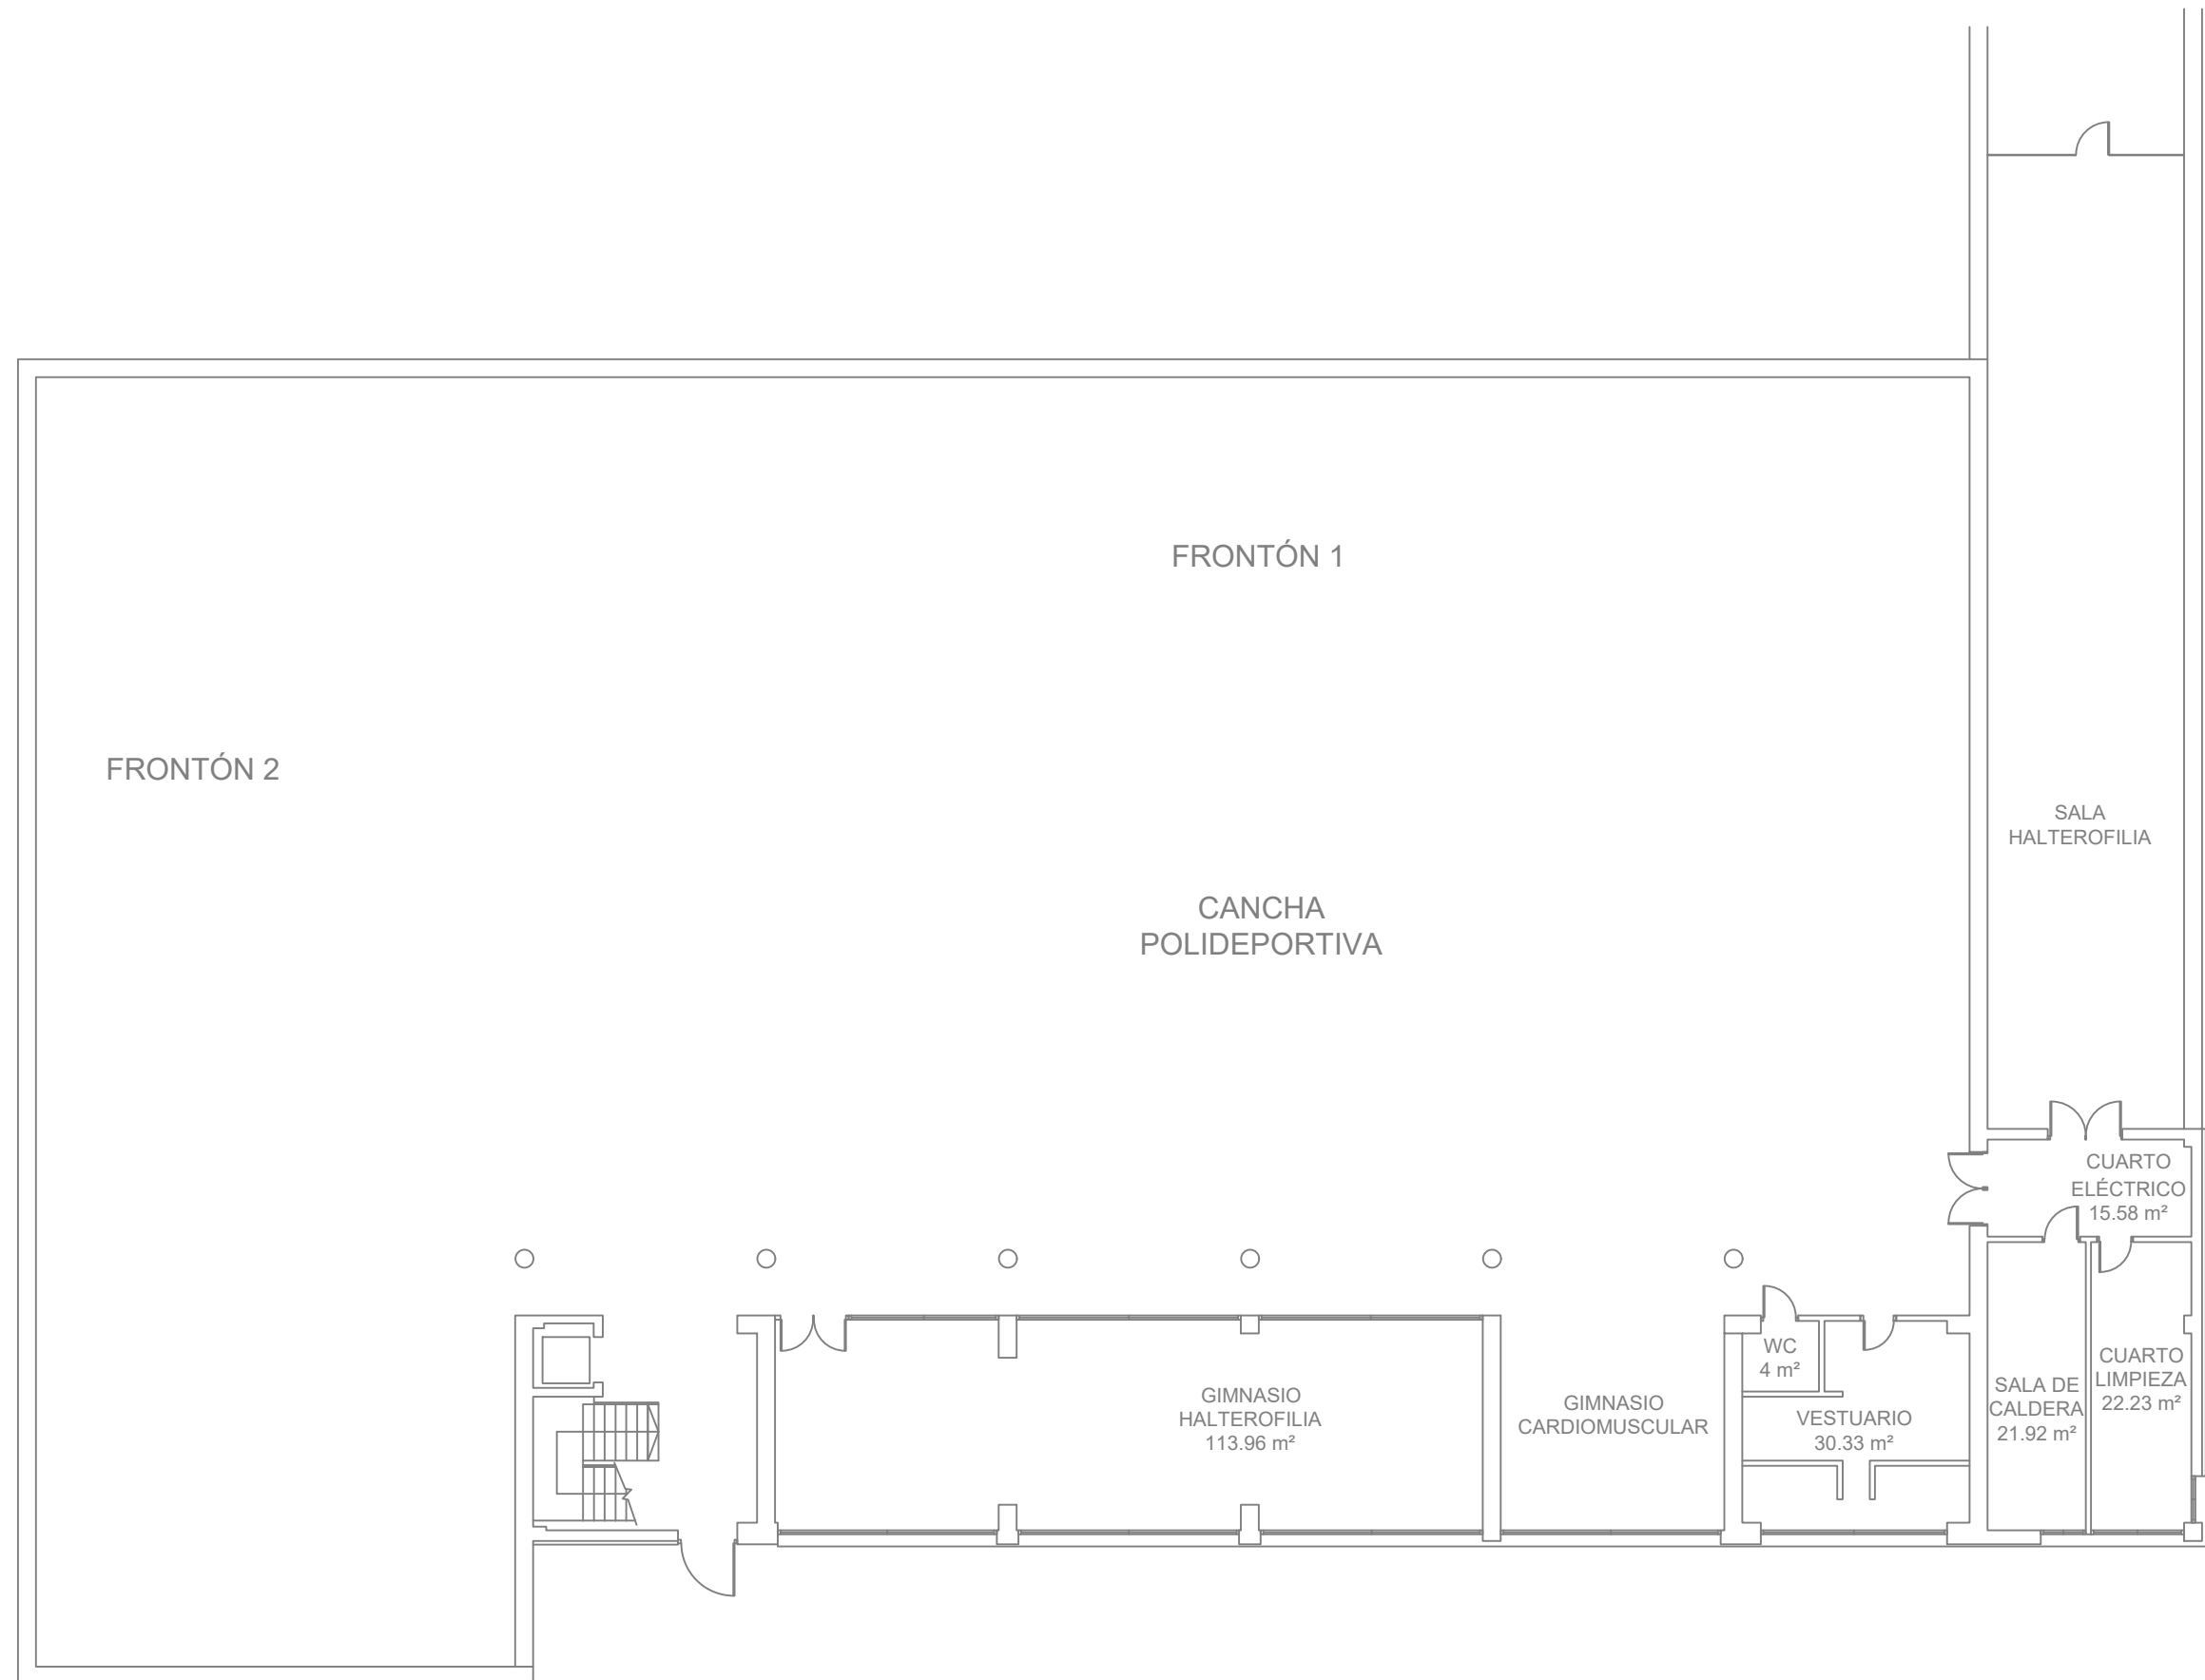 FRONTÓN 1
FRONTÓN 2
SALA
HALTEROFILIA
CANCHA
POLIDEPORTIVA
CUARTO
ELÉCTRICO
15.58 m²
GIMNASIO
HALTEROFILIA
113.96 m²
GIMNASIO
CARDIOMUSCULAR
WC
4 m²
VESTUARIO
30.33 m²
SALA DE
CALDERA
21.92 m²
CUARTO
LIMPIEZA
22.23 m²